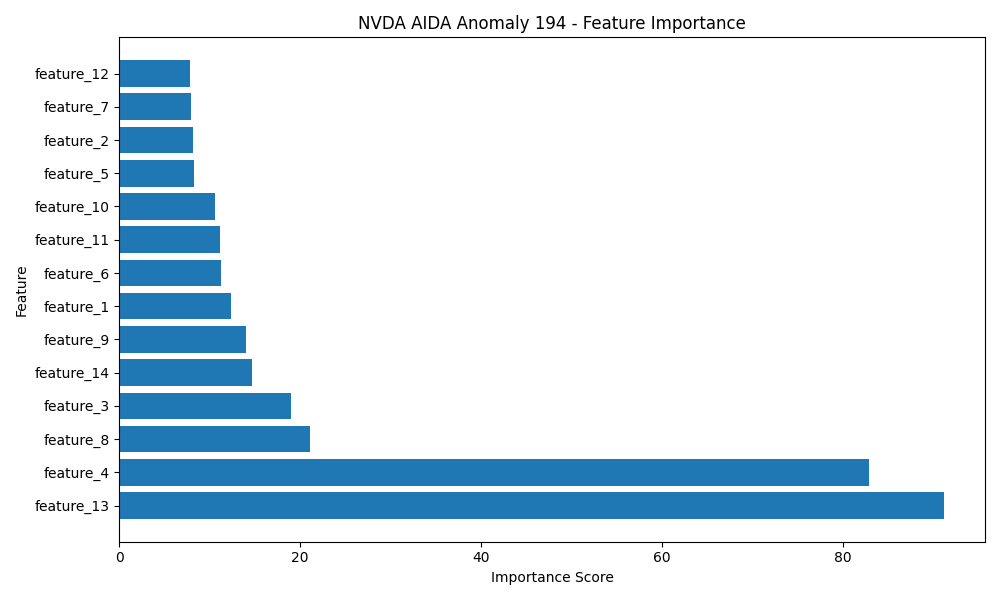 NVDA AIDA Anomaly 194 - Feature Importance
Feature
feature_12
feature_7
feature_2
feature_5
feature_10
feature_11
feature_6
feature_1
feature_9
feature_14
feature_3
feature_8
feature_4
feature_13
0 20 40 60 80
Importance Score